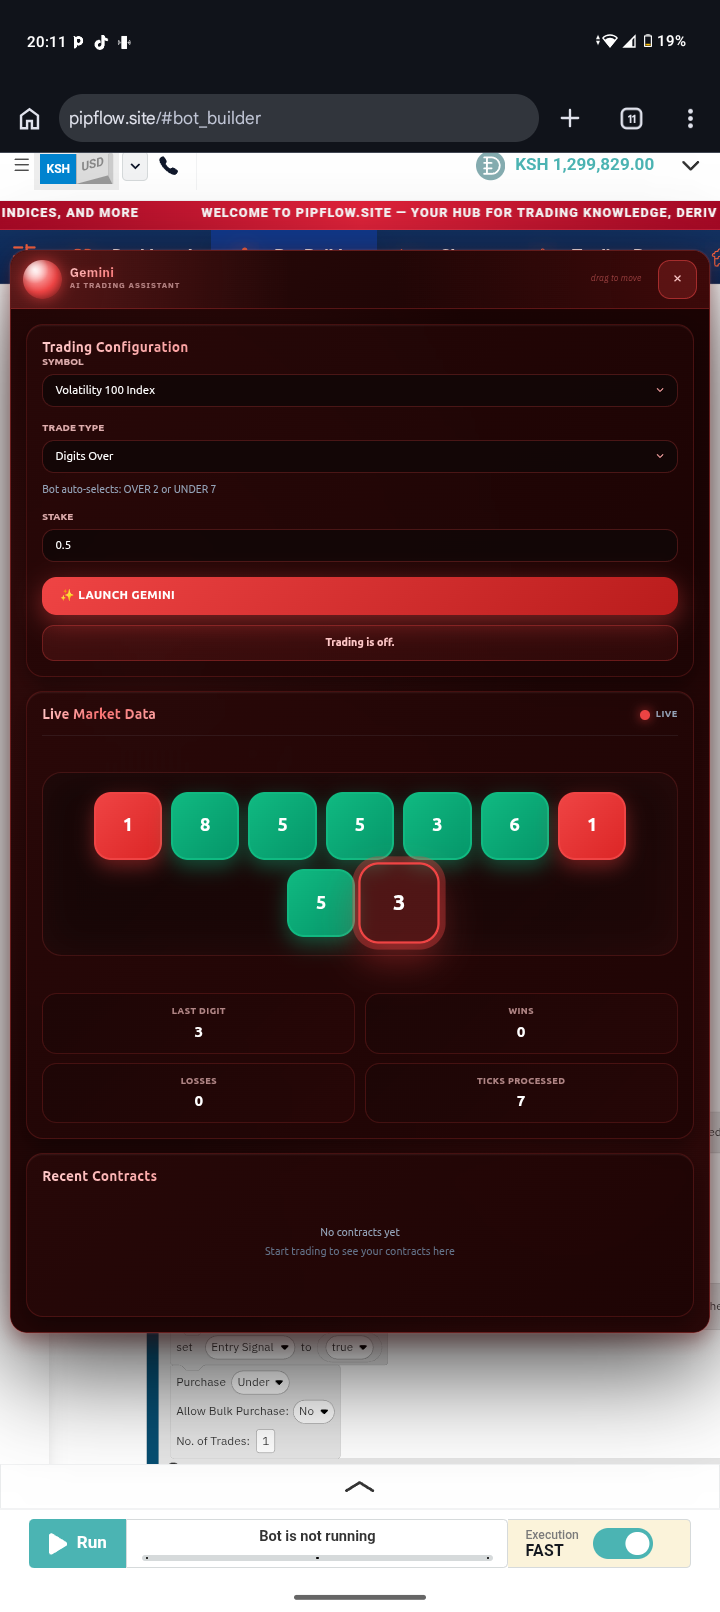 20:11
19%
pipflow.site/#bot_builder
11
KSH USD
KSH 1,299,829.00
INDICES, AND MORE WELCOME TO PIPFLOW.SITE — YOUR HUB FOR TRADING KNOWLEDGE, DERIV
Gemini
AI TRADING ASSISTANT
drag to move
×
Trading Configuration
SYMBOL
Volatility 100 Index
TRADE TYPE
Digits Over
Bot auto-selects: OVER 2 or UNDER 7
STAKE
0.5
✨ LAUNCH GEMINI
Trading is off.
Live Market Data
LIVE
1 8 5 5 3 6 1
5 3
LAST DIGIT
3
WINS
0
LOSSES
0
TICKS PROCESSED
7
Recent Contracts
No contracts yet
Start trading to see your contracts here
set Entry Signal to true
Purchase Under
Allow Bulk Purchase: No
No. of Trades: 1
Run
Bot is not running
Execution
FAST